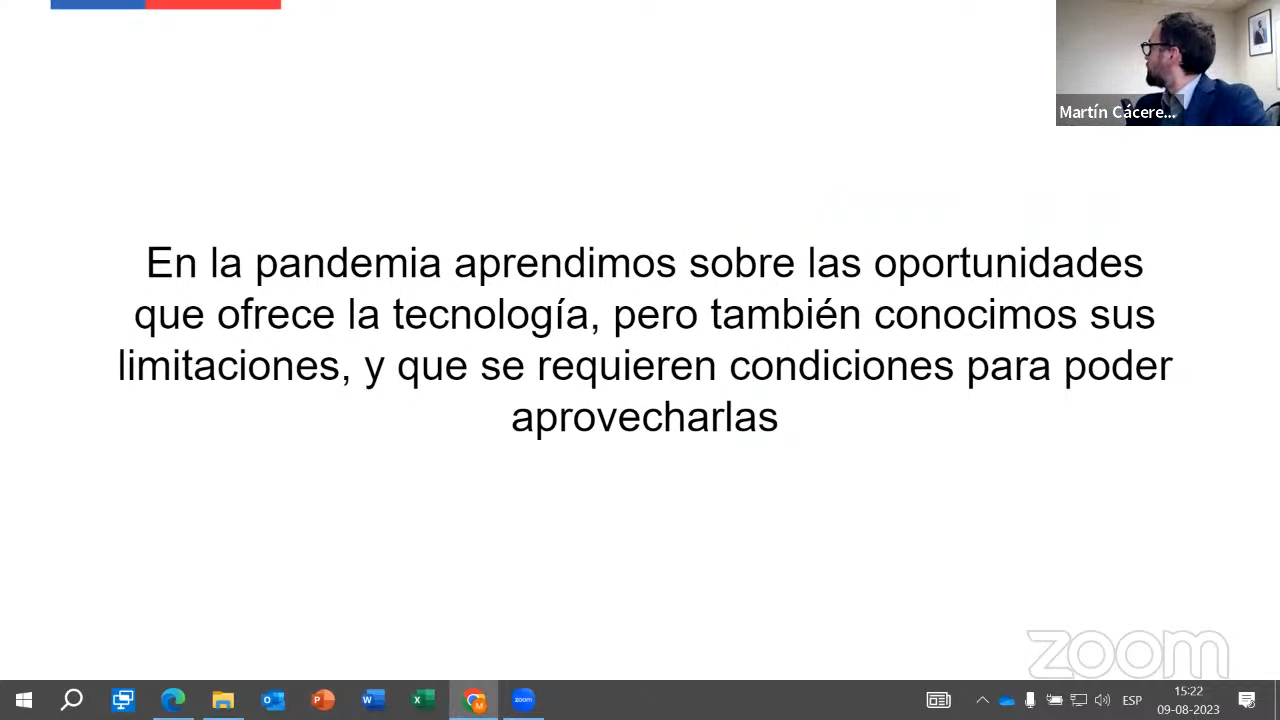 Martín Cácere...
En la pandemia aprendimos sobre las oportunidades
que ofrece la tecnología, pero también conocimos sus
limitaciones, y que se requieren condiciones para poder
aprovecharlas
zoom
zoom
ESP
15:22
09-08-2023